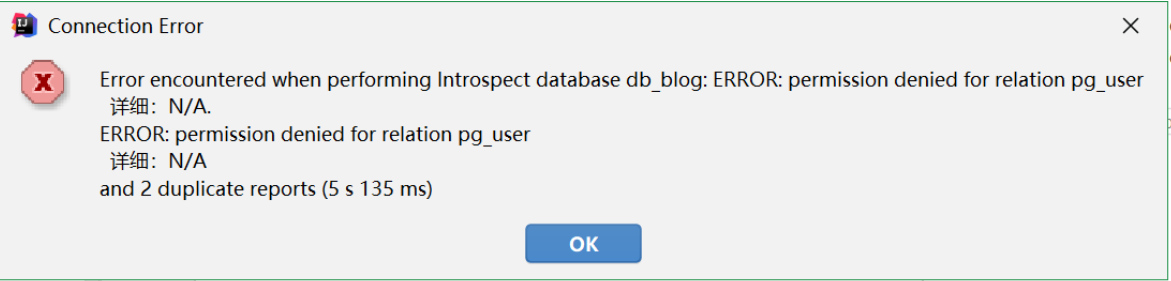 Connection Error
Error encountered when performing Introspect database db_blog: ERROR: permission denied for relation pg_user
详细：N/A.
ERROR: permission denied for relation pg_user
详细：N/A
and 2 duplicate reports (5 s 135 ms)
OK